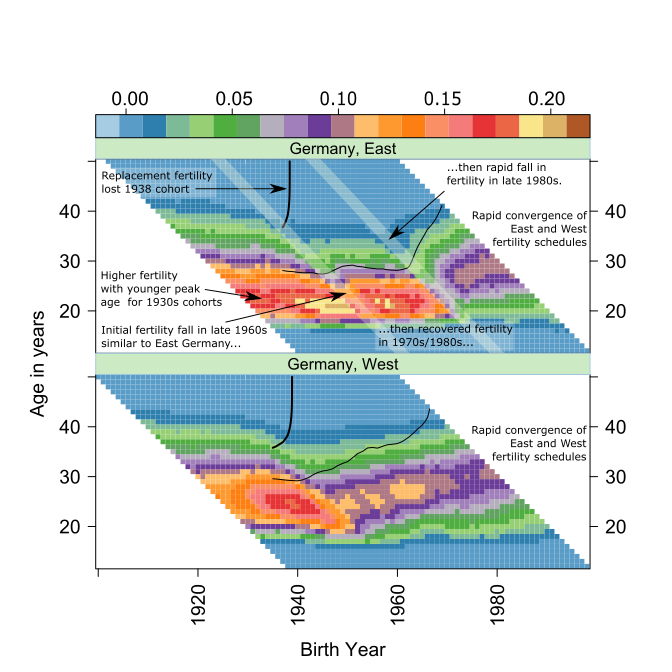 0.00 0.05 0.10 0.15 0.20
Germany, East
Replacement fertility
lost 1938 cohort
...then rapid fall in
fertility in late 1980s.
40 40
Rapid convergence of
East and West
fertility schedules
30 30
Higher fertility
with younger peak
age for 1930s cohorts
20 20
Initial fertility fall in late 1960s
similar to East Germany...
...then recovered fertility
in 1970s/1980s...
Germany, West
Age in years
40 40
Rapid convergence of
East and West
fertility schedules
30 30
20 20
1920 1940 1960 1980
Birth Year